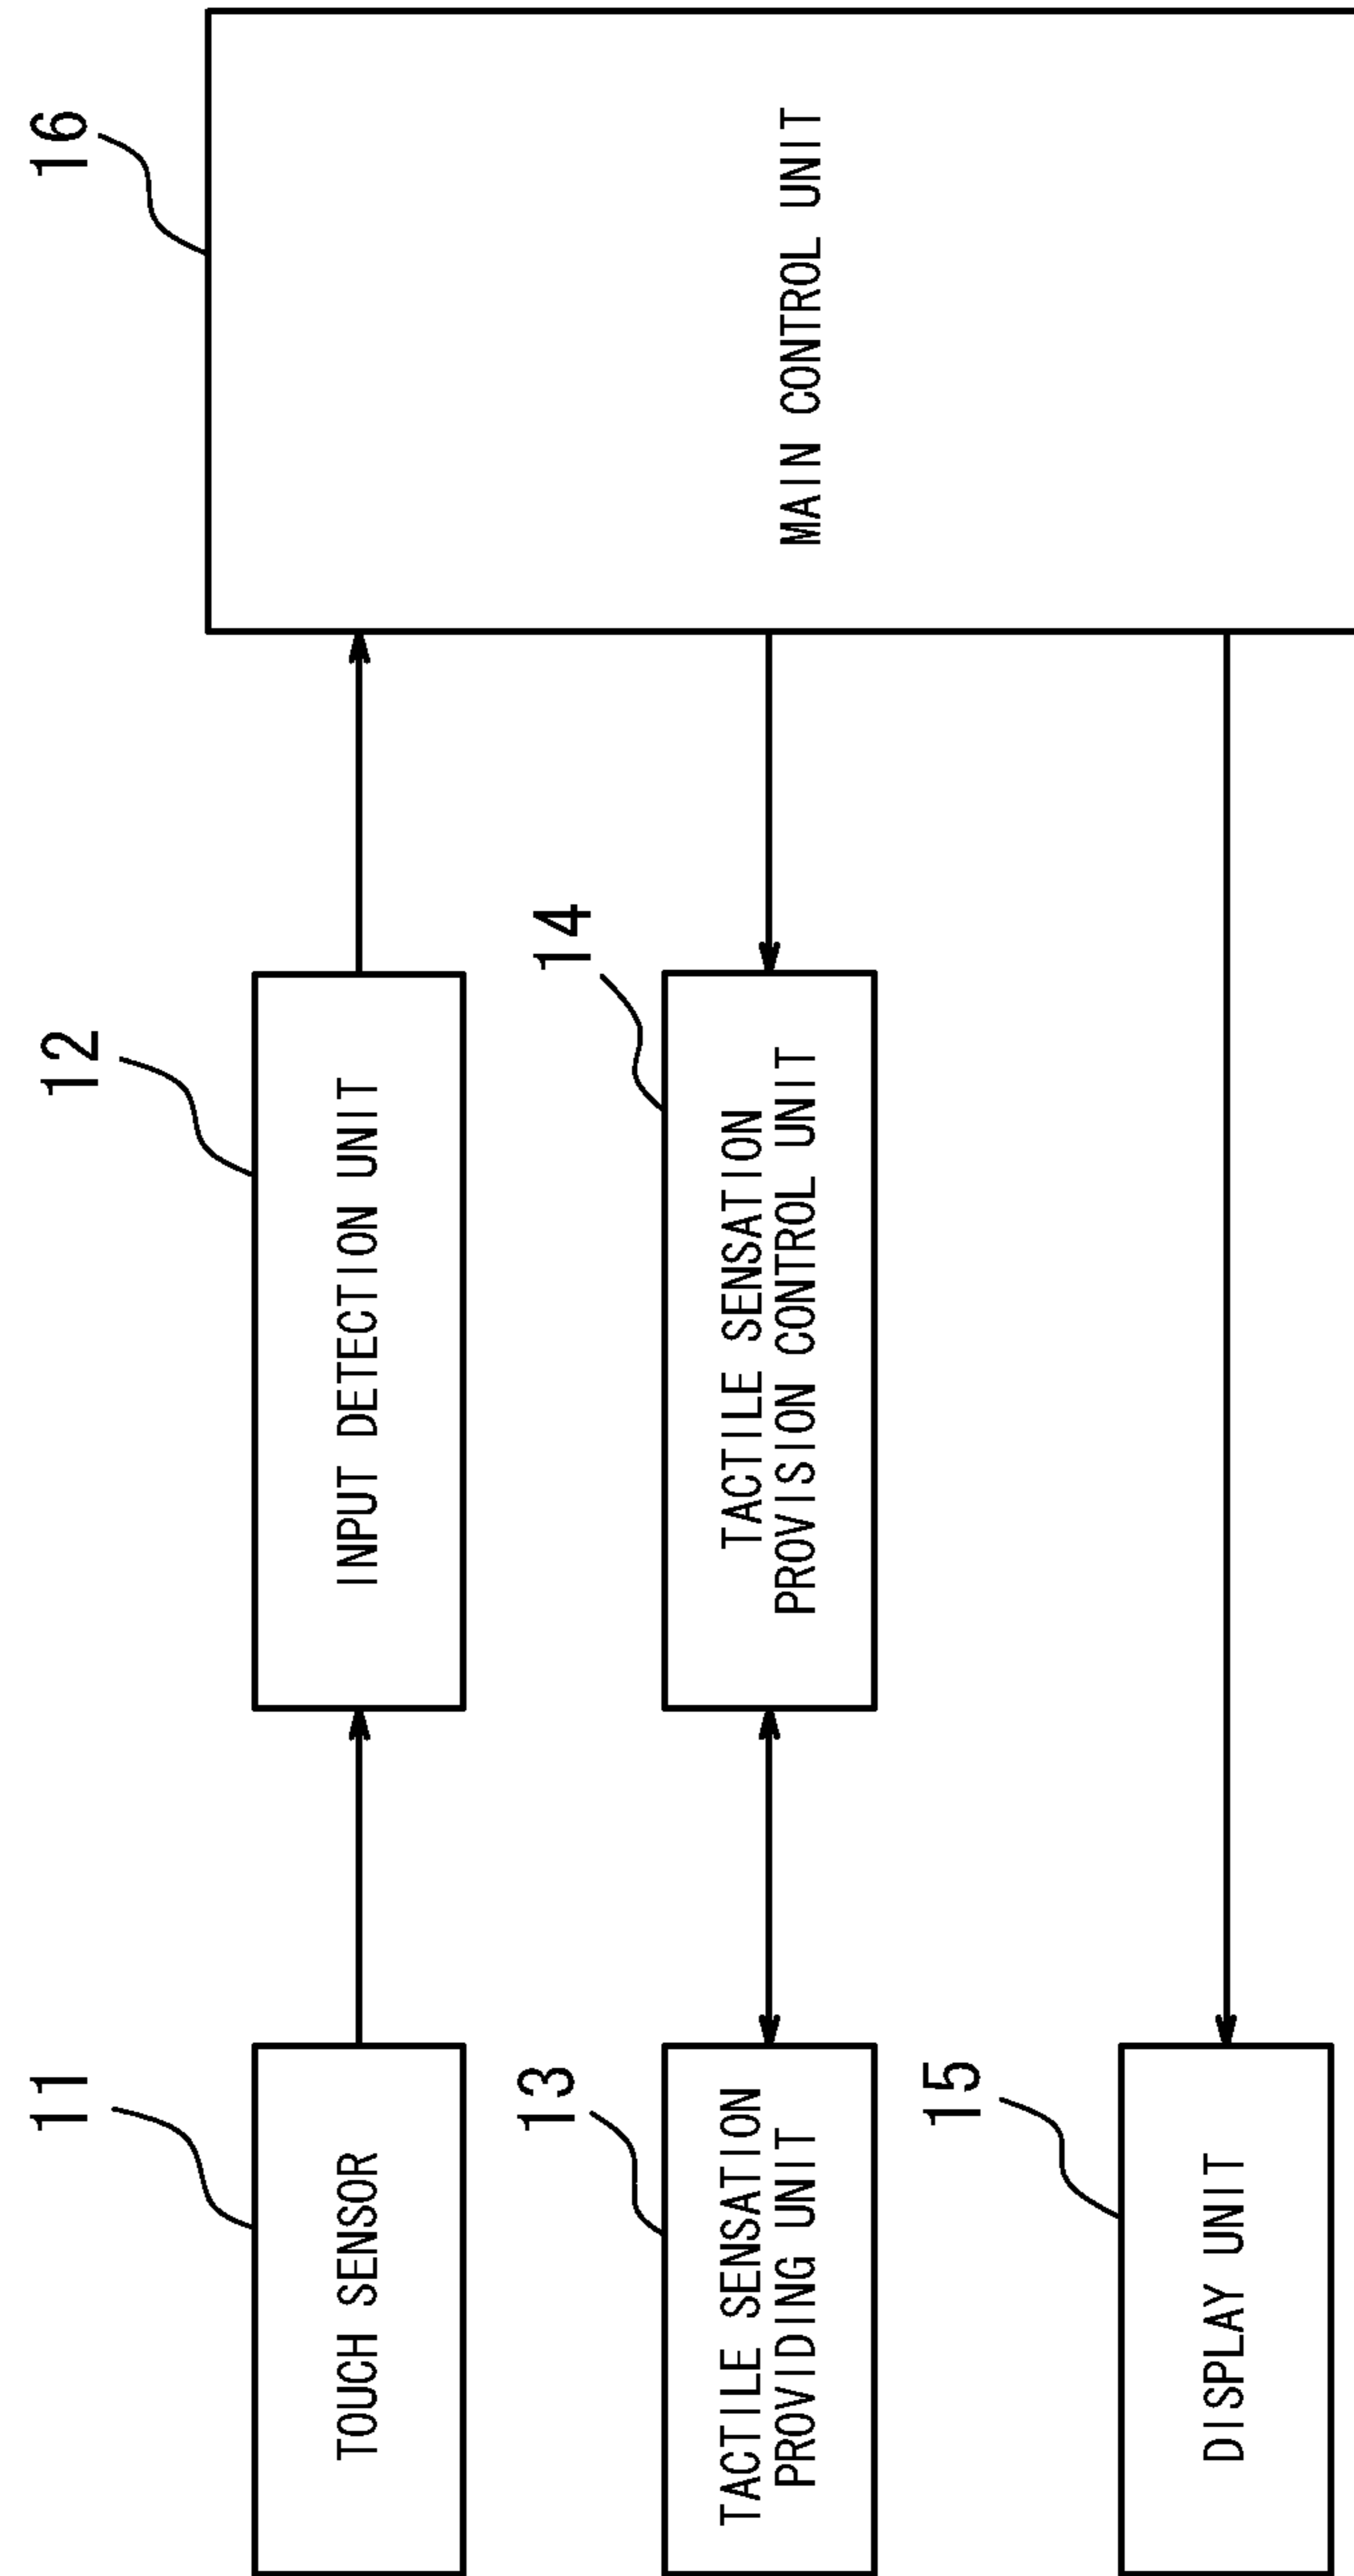 11
TOUCH SENSOR
12
INPUT DETECTION UNIT
16
MAIN CONTROL UNIT
13
TACTILE SENSATION
PROVIDING UNIT
14
TACTILE SENSATION
PROVISION CONTROL UNIT
15
DISPLAY UNIT